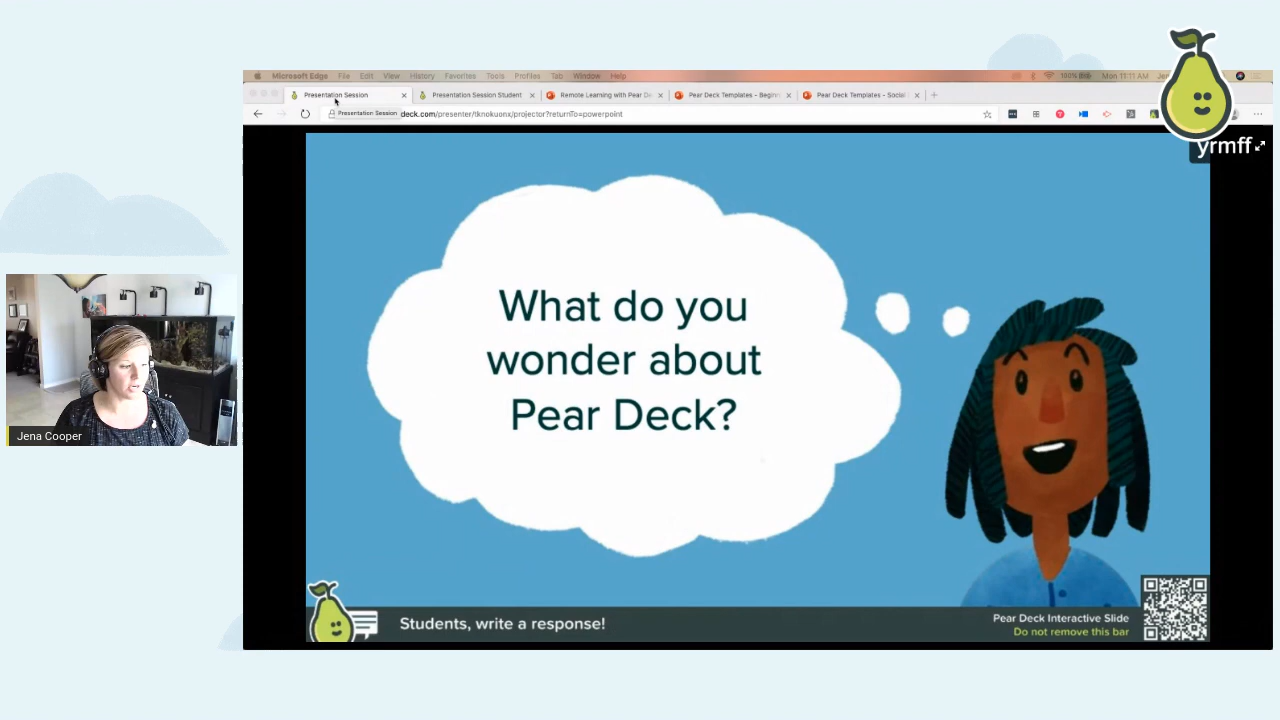 Microsoft Edge File Edit View History Favorites Tools Profiles Tab Window Help
100% Mon 11:11 AM
Presentation Session
Presentation Session Student
Remote Learning with Pear De
Pear Deck Templates - Begin
Pear Deck Templates - Social
Presentation Session
deck.com/presenter/tknokuonx/projector?returnTo=powerpoint
yrmff
What do you
wonder about
Pear Deck?
Jena Cooper
Students, write a response!
Pear Deck Interactive Slide
Do not remove this bar